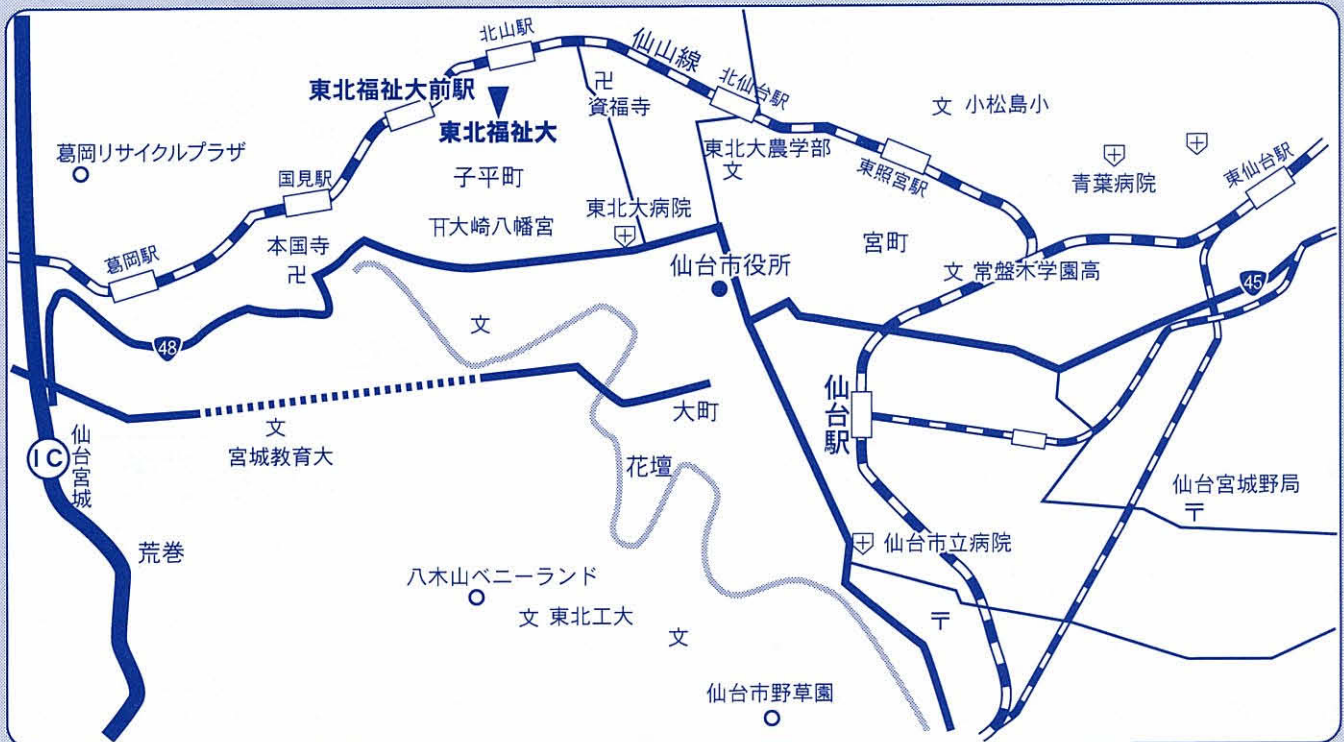 北山駅
仙山線
東北福祉大前駅
東北福祉大
資福寺
北仙台駅
文 小松島小
葛岡リサイクルプラザ
国見駅
子平町
東北大農学部
文
東照宮駅
青葉病院
東仙台駅
葛岡駅
本国寺
大崎八幡宮
東北大病院
仙台市役所
宮町
文 常盤木学園高
45
48
文
仙台駅
大町
文
宮城教育大
IC
仙台宮城
花壇
仙台宮城野局
〒
荒巻
仙台市立病院
八木山ベニーランド
文 東北工大
文
〒
仙台市野草園